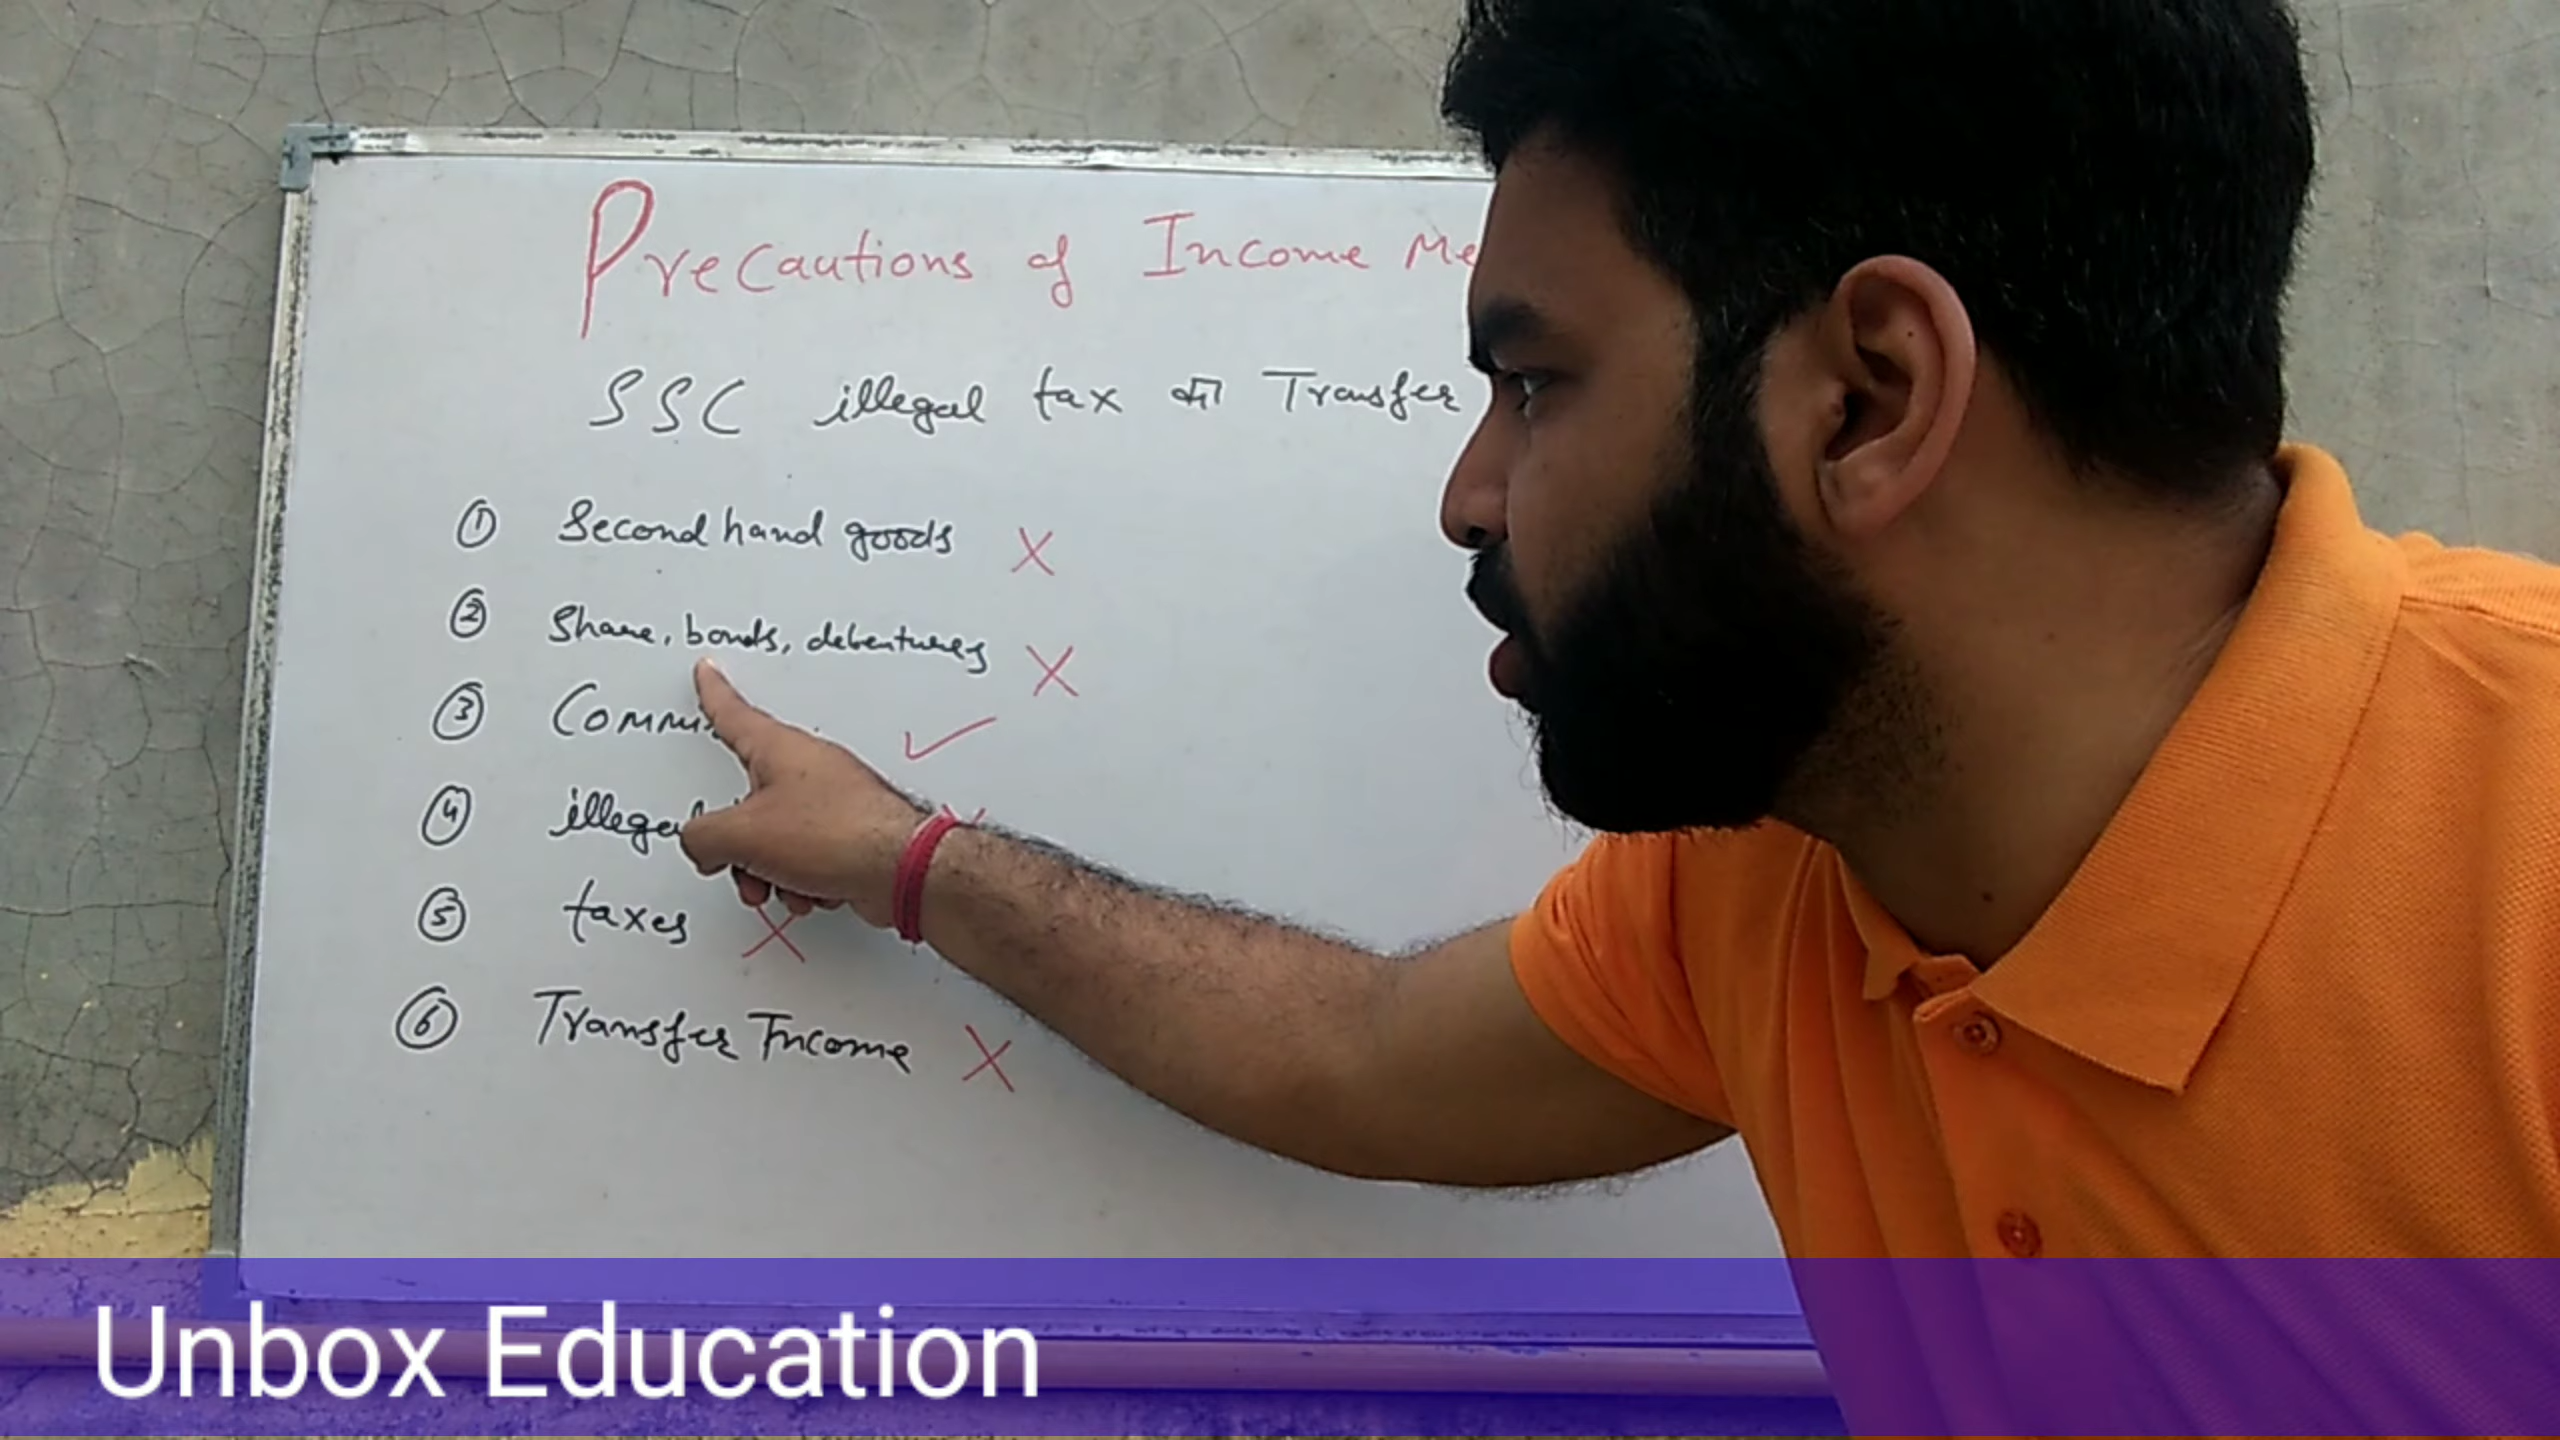 Precautions of Income Me
SSC illegal tax का Transfer
① Second hand goods X
② Share, bonds, debentures X
③ ✓
④ X
⑤ taxes X
⑥ Transfer Income X
Unbox Education